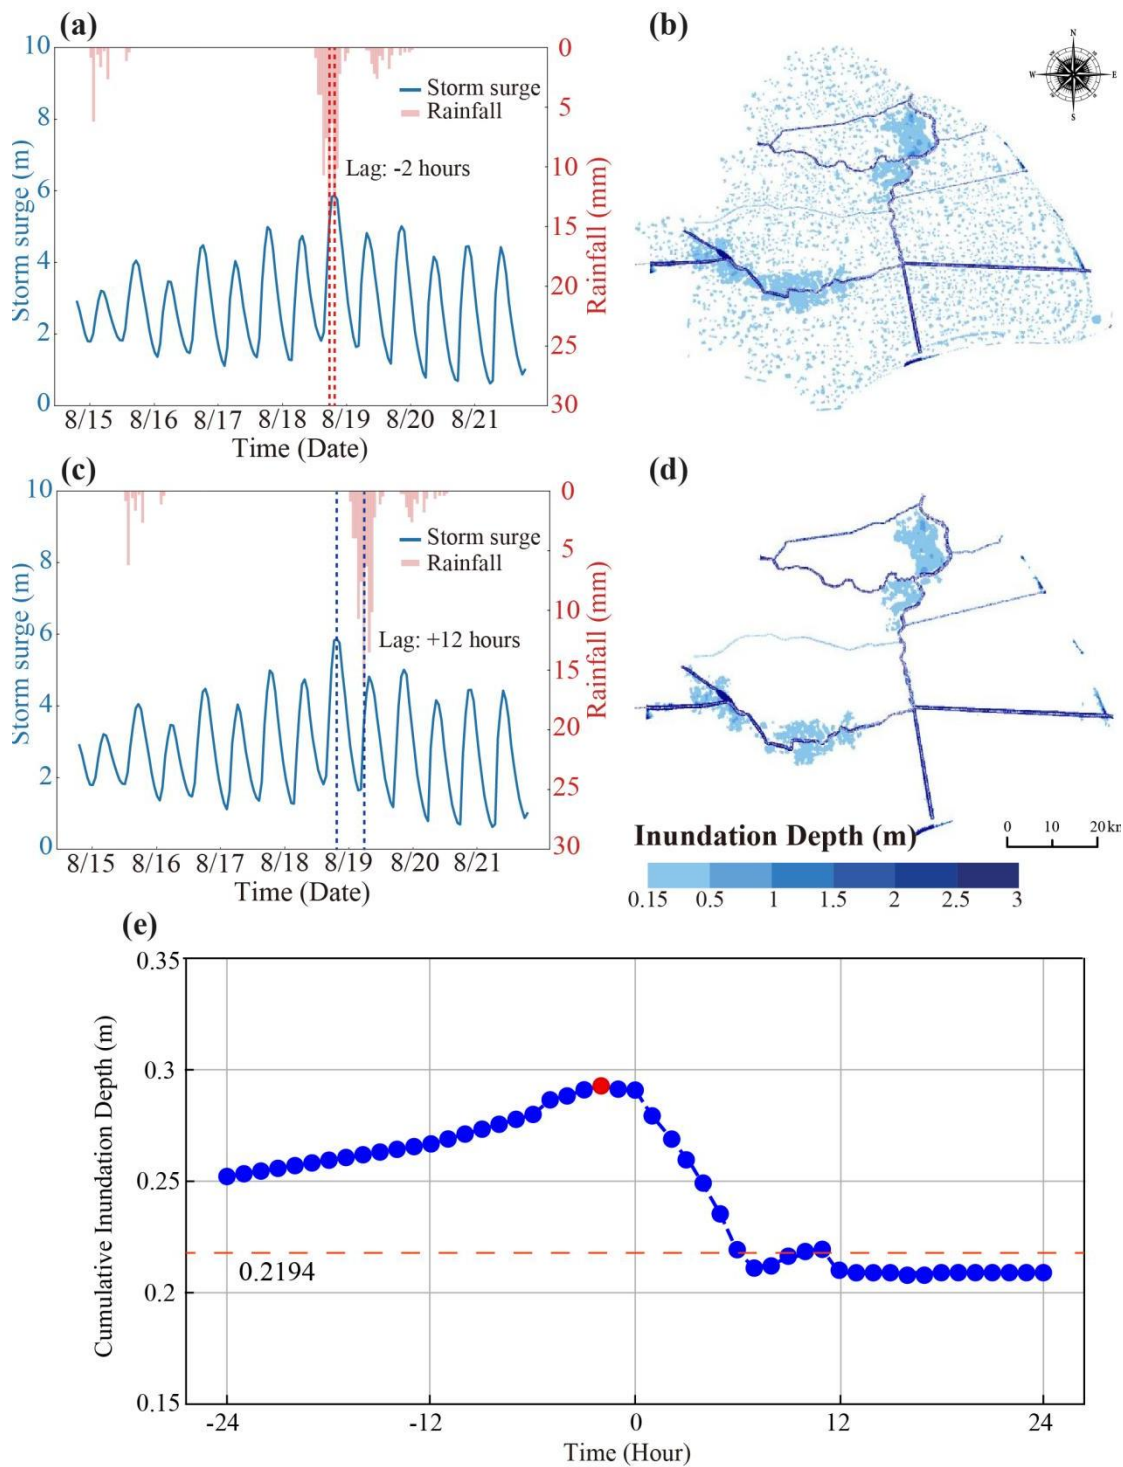 (a)
10
8
6
4
2
0
Storm surge (m)
Storm surge
Rainfall
Lag: -2 hours
0
5
10
15
20
25
30
Rainfall (mm)
8/15 8/16 8/17 8/18 8/19 8/20 8/21
Time (Date)
(b)
N
W E
S
(c)
10
8
6
4
2
0
Storm surge (m)
Storm surge
Rainfall
Lag: +12 hours
0
5
10
15
20
25
30
Rainfall (mm)
8/15 8/16 8/17 8/18 8/19 8/20 8/21
Time (Date)
(d)
0 10 20 km
Inundation Depth (m)
0.15 0.5 1 1.5 2 2.5 3
(e)
0.35
0.3
0.25
0.2
0.15
Cumulative Inundation Depth (m)
0.2194
-24 -12 0 12 24
Time (Hour)